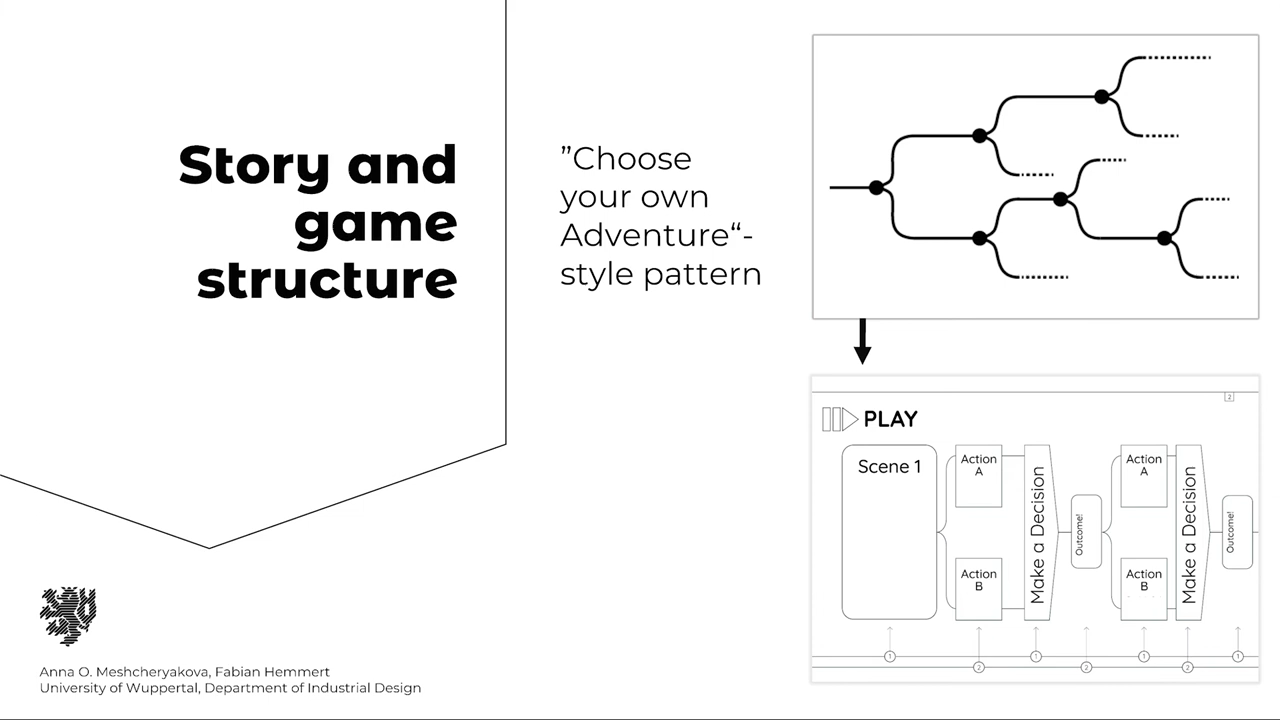 Story and
game
structure
”Choose
your own
Adventure“-
style pattern
2
PLAY
Scene 1
Action
A
Action
B
Make a Decision
Outcome!
Action
A
Action
B
Make a Decision
Outcome!
1
2
1
2
1
2
1
Anna O. Meshcheryakova, Fabian Hemmert
University of Wuppertal, Department of Industrial Design